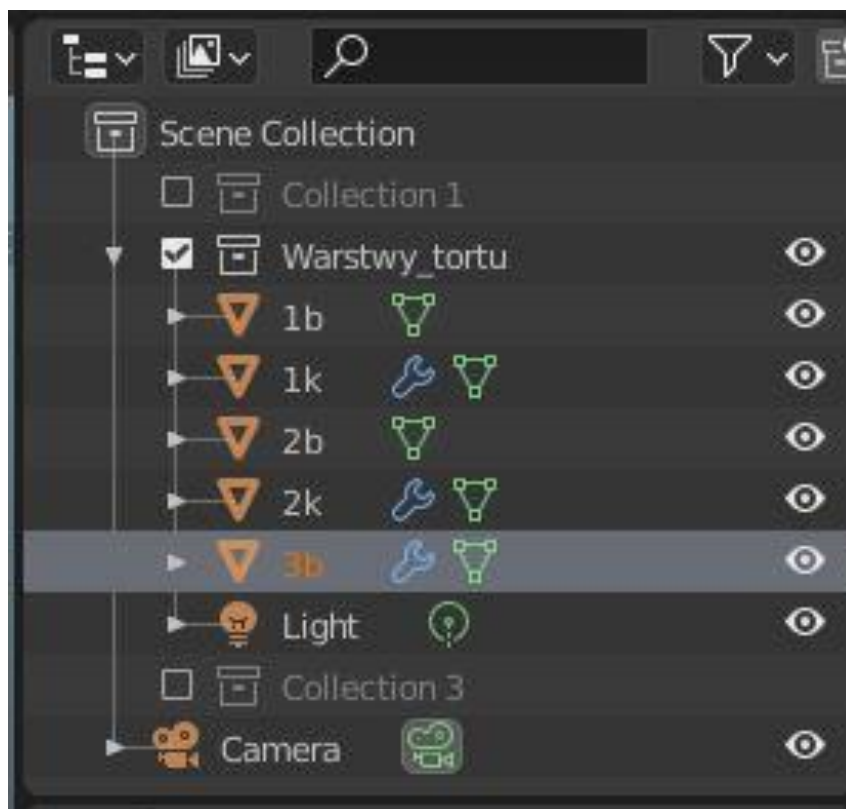 Scene Collection
Collection 1
Warstwy_tortu
1b
1k
2b
2k
3b
Light
Collection 3
Camera